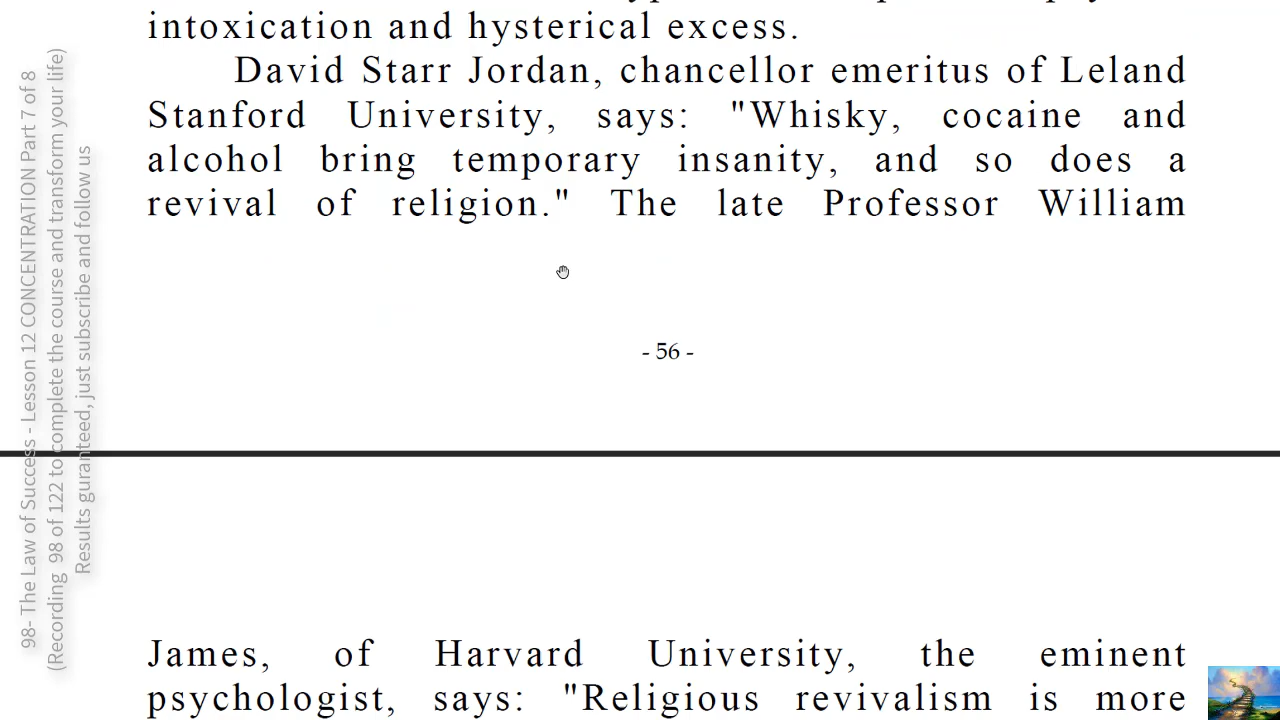 intoxication and hysterical excess.
David Starr Jordan, chancellor emeritus of Leland
Stanford University, says: "Whisky, cocaine and
alcohol bring temporary insanity, and so does a
revival of religion." The late Professor William
- 56 -
James, of Harvard University, the eminent
psychologist, says: "Religious revivalism is more
98- The Law of Success - Lesson 12 CONCENTRATION Part 7 of 8
(Recording 98 of 122 to complete the course and transform your life)
Results guranteed, just subscribe and follow us